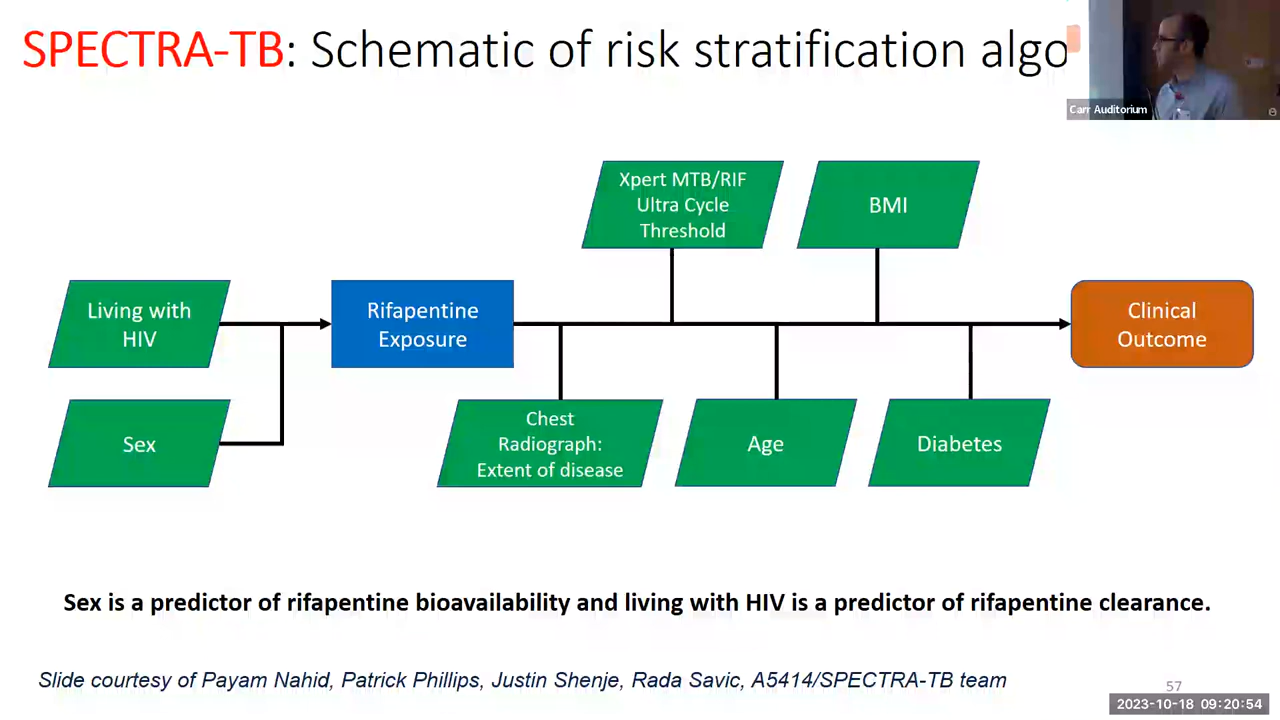 SPECTRA-TB: Schematic of risk stratification algo
Carr Auditorium
Xpert MTB/RIF
Ultra Cycle
Threshold
BMI
Living with
HIV
Rifapentine
Exposure
Clinical
Outcome
Sex
Chest
Radiograph:
Extent of disease
Age
Diabetes
Sex is a predictor of rifapentine bioavailability and living with HIV is a predictor of rifapentine clearance.
Slide courtesy of Payam Nahid, Patrick Phillips, Justin Shenje, Rada Savic, A5414/SPECTRA-TB team
57
2023-10-18 09:20:54